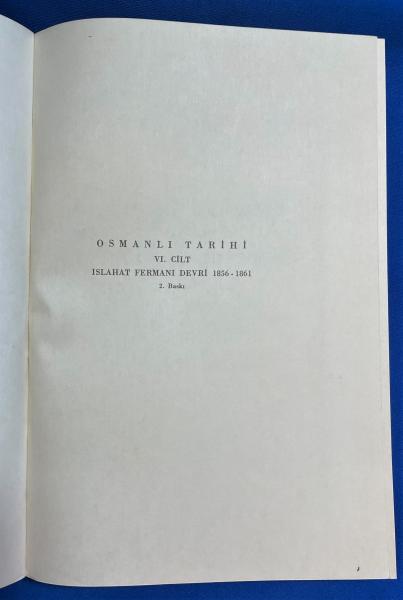 OSMANLI TARİHİ
VI. CİLT
ISLAHAT FERMANI DEVRİ 1856-1861
2. Baskı